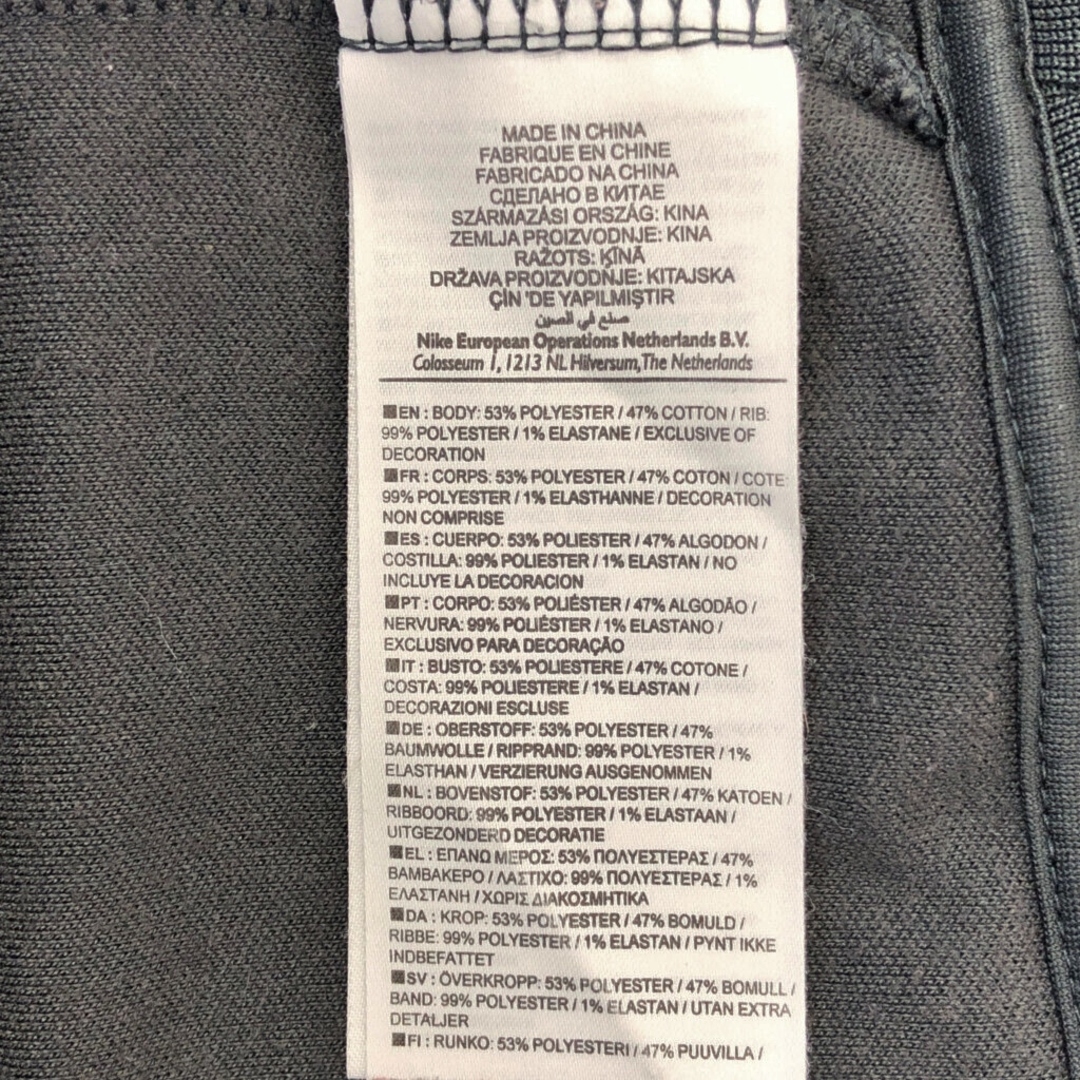 MADE IN CHINA
FABRIQUE EN CHINE
FABRICADO NA CHINA
СДЕЛАНО В КИТАЕ
SZÁRMAZÁSI ORSZÁG: KINA
ZEMLJA PROIZVODNJE: KINA
RAŽOTS: ĶĪNĀ
DRŽAVA PROIZVODNJE: KITAJSKA
ÇİN 'DE YAPILMIŞTIR
صنع في الصين
Nike European Operations Netherlands B.V.
Colosseum 1, 1213 NL Hilversum, The Netherlands
EN : BODY: 53% POLYESTER / 47% COTTON / RIB:
99% POLYESTER / 1% ELASTANE / EXCLUSIVE OF
DECORATION
FR : CORPS: 53% POLYESTER / 47% COTON / COTE:
99% POLYESTER / 1% ELASTHANNE / DECORATION
NON COMPRISE
ES : CUERPO: 53% POLIESTER / 47% ALGODON /
COSTILLA: 99% POLIESTER / 1% ELASTAN / NO
INCLUYE LA DECORACION
PT : CORPO: 53% POLIÉSTER / 47% ALGODÃO /
NERVURA: 99% POLIÉSTER / 1% ELASTANO /
EXCLUSIVO PARA DECORAÇÃO
IT : BUSTO: 53% POLIESTERE / 47% COTONE /
COSTA: 99% POLIESTERE / 1% ELASTAN /
DECORAZIONI ESCLUSE
DE : OBERSTOFF: 53% POLYESTER / 47%
BAUMWOLLE / RIPPRAND: 99% POLYESTER / 1%
ELASTHAN / VERZIERUNG AUSGENOMMEN
NL : BOVENSTOF: 53% POLYESTER / 47% KATOEN /
RIBBOORD: 99% POLYESTER / 1% ELASTAAN /
UITGEZONDERD DECORATIE
EL : ΕΠΑΝΩ ΜΕΡΟΣ: 53% ΠΟΛΥΕΣΤΕΡΑΣ / 47%
ΒΑΜΒΑΚΕΡΟ / ΛΑΣΤΙΧΟ: 99% ΠΟΛΥΕΣΤΕΡΑΣ / 1%
ΕΛΑΣΤΑΝΗ / ΧΩΡΙΣ ΔΙΑΚΟΣΜΗΤΙΚΑ
DA : KROP: 53% POLYESTER / 47% BOMULD /
RIBBE: 99% POLYESTER / 1% ELASTAN / PYNT IKKE
INDBEFATTET
SV : ÖVERKROPP: 53% POLYESTER / 47% BOMULL /
BAND: 99% POLYESTER / 1% ELASTAN / UTAN EXTRA
DETALJER
FI : RUNKO: 53% POLYESTERI / 47% PUUVILLA /